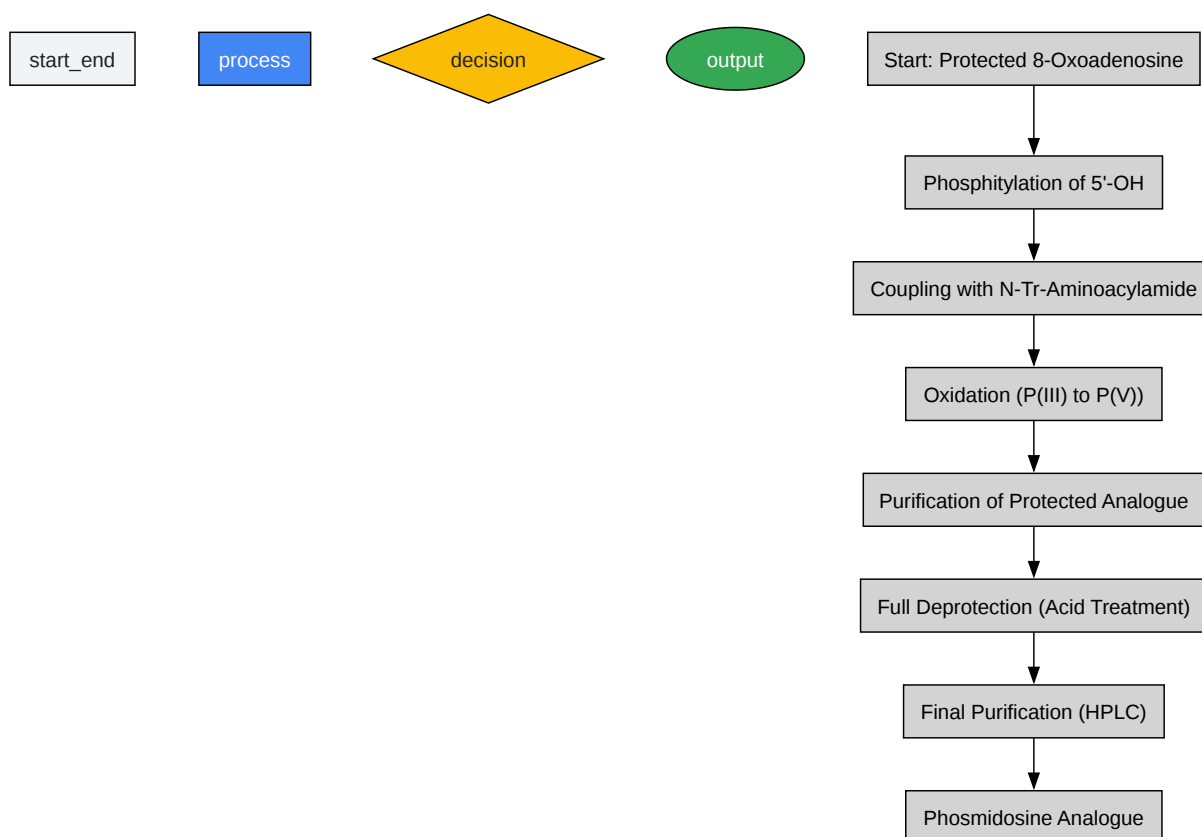 start_end
process
decision
output
Start: Protected 8-Oxoadenosine
Phosphitylation of 5'-OH
Coupling with N-Tr-Aminoacylamide
Oxidation (P(III) to P(V))
Purification of Protected Analogue
Full Deprotection (Acid Treatment)
Final Purification (HPLC)
Phosmidosine Analogue